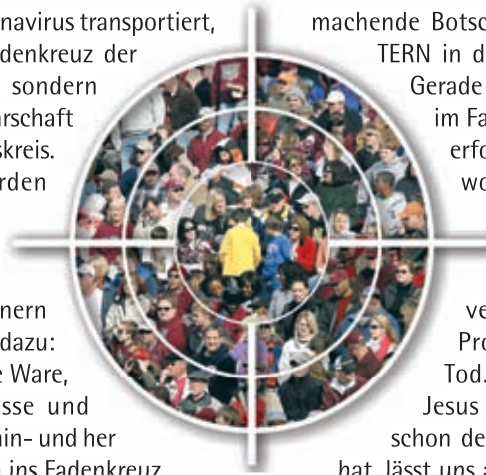 navirus transportiert,
denkreuz der
sondern
rschaft
skreis.
rden
nern
dazu:
e Ware,
sse und
hin- und her
ins Fadenkreuz
machende Botsc
TERN in d
Gerade
im Fa
erfo
wo
ve
Pro
Tod.
Jesus
schon de
hat, lässt uns a